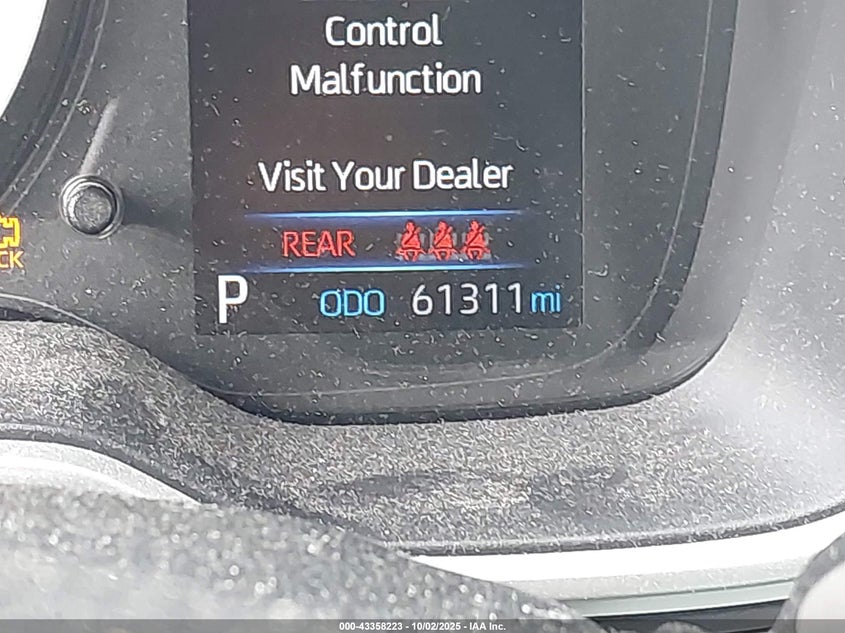 Control
Malfunction
Visit Your Dealer
REAR
P ODO 61311 mi
000-43358223 - 10/02/2025 - IAA Inc.